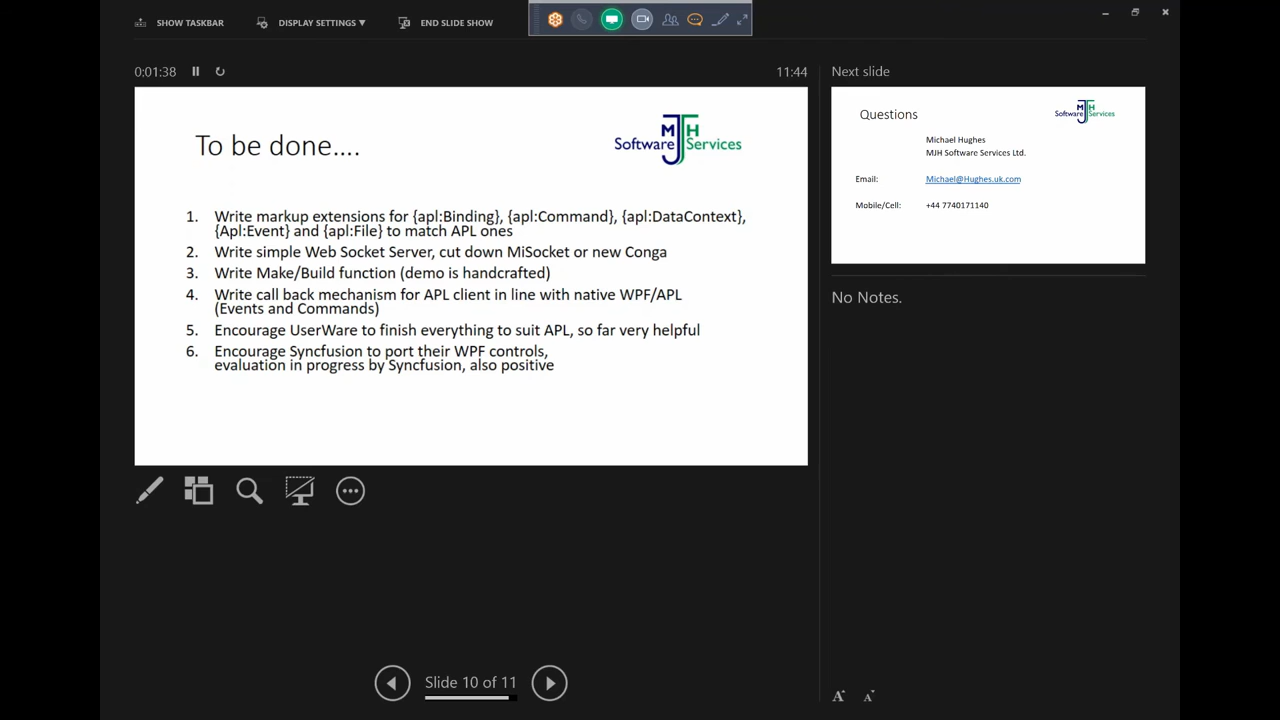 SHOW TASKBAR
DISPLAY SETTINGS ▼
END SLIDE SHOW
0:01:38
11:44
Next slide
To be done....
MJH
Software Services
1. Write markup extensions for {apl:Binding}, {apl:Command}, {apl:DataContext},
{Apl:Event} and {apl:File} to match APL ones
2. Write simple Web Socket Server, cut down MiSocket or new Conga
3. Write Make/Build function (demo is handcrafted)
4. Write call back mechanism for APL client in line with native WPF/APL
(Events and Commands)
5. Encourage UserWare to finish everything to suit APL, so far very helpful
6. Encourage Syncfusion to port their WPF controls,
evaluation in progress by Syncfusion, also positive
Questions
MJH
Software Services
Michael Hughes
MJH Software Services Ltd.
Email: Michael@Hughes.uk.com
Mobile/Cell: +44 7740171140
No Notes.
Slide 10 of 11
A A